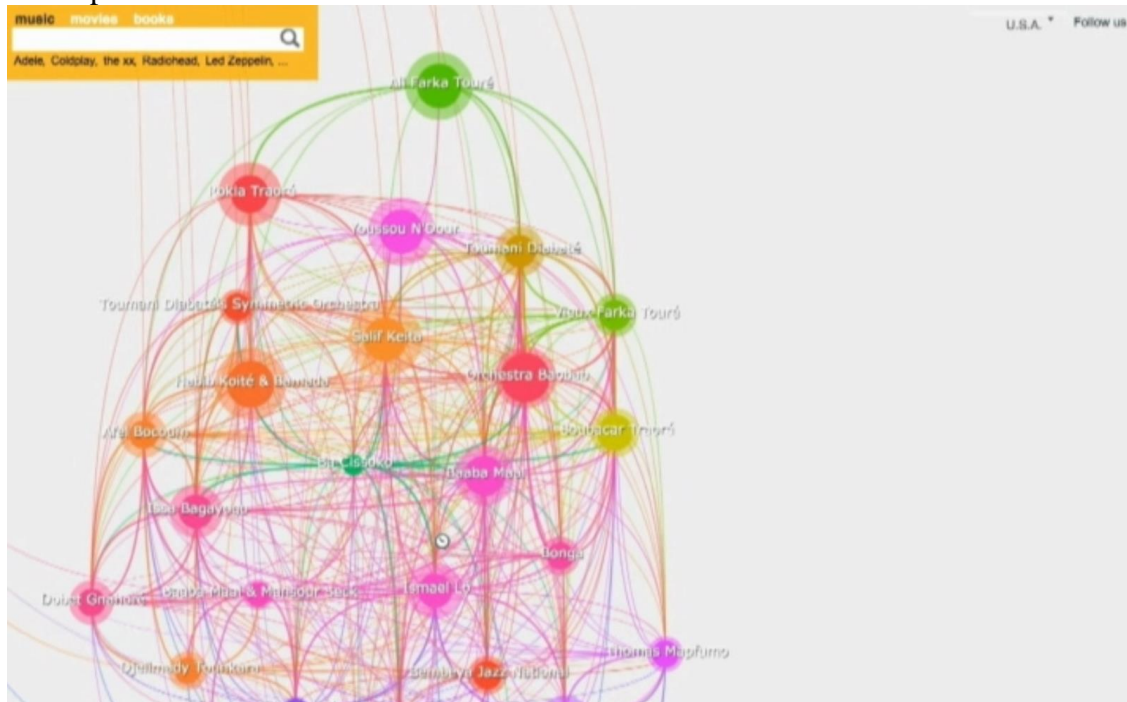 music movies books
Adele, Coldplay, the xx, Radiohead, Led Zeppelin, ...
U.S.A.
Follow us
Ali Farka Touré
Rokia Traoré
Youssou N'Dour
Toumani Diabaté
Toumani Diabaté's Symmetric Orchestra
Vieux Farka Touré
Salif Keita
Habib Koité & Bamada
Orchestra Baobab
Afel Bocoum
Boubacar Traoré
Ba Cissoko
Baaba Maal
Issa Bagayogo
Bonga
Dobet Gnahoré
Baaba Maal & Mansour Seck
Ismael Lo
Thomas Mapfumo
Djelimady Tounkara
Bembeya Jazz National